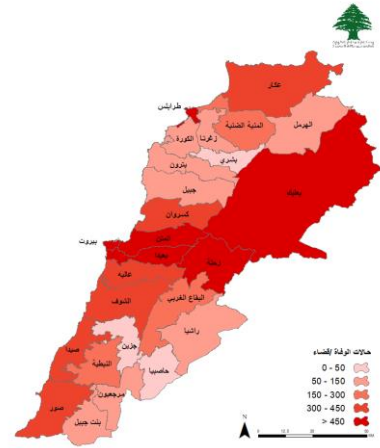 عكار
طرابلس
المنية الضنية
الهرمل
زغرتا
الكورة
بشري
بترون
بعلبك
جبيل
كسروان
المتن
بيروت
بعبدا
زحلة
عاليه
البقاع الغربي
الشوف
راشيا
جزين
صيدا
النبطية
حاصبيا
مرجعيون
صور
بنت جبيل
حالات الوفاة /قضاء
0 - 50
50 - 150
150 - 300
300 - 450
> 450
N